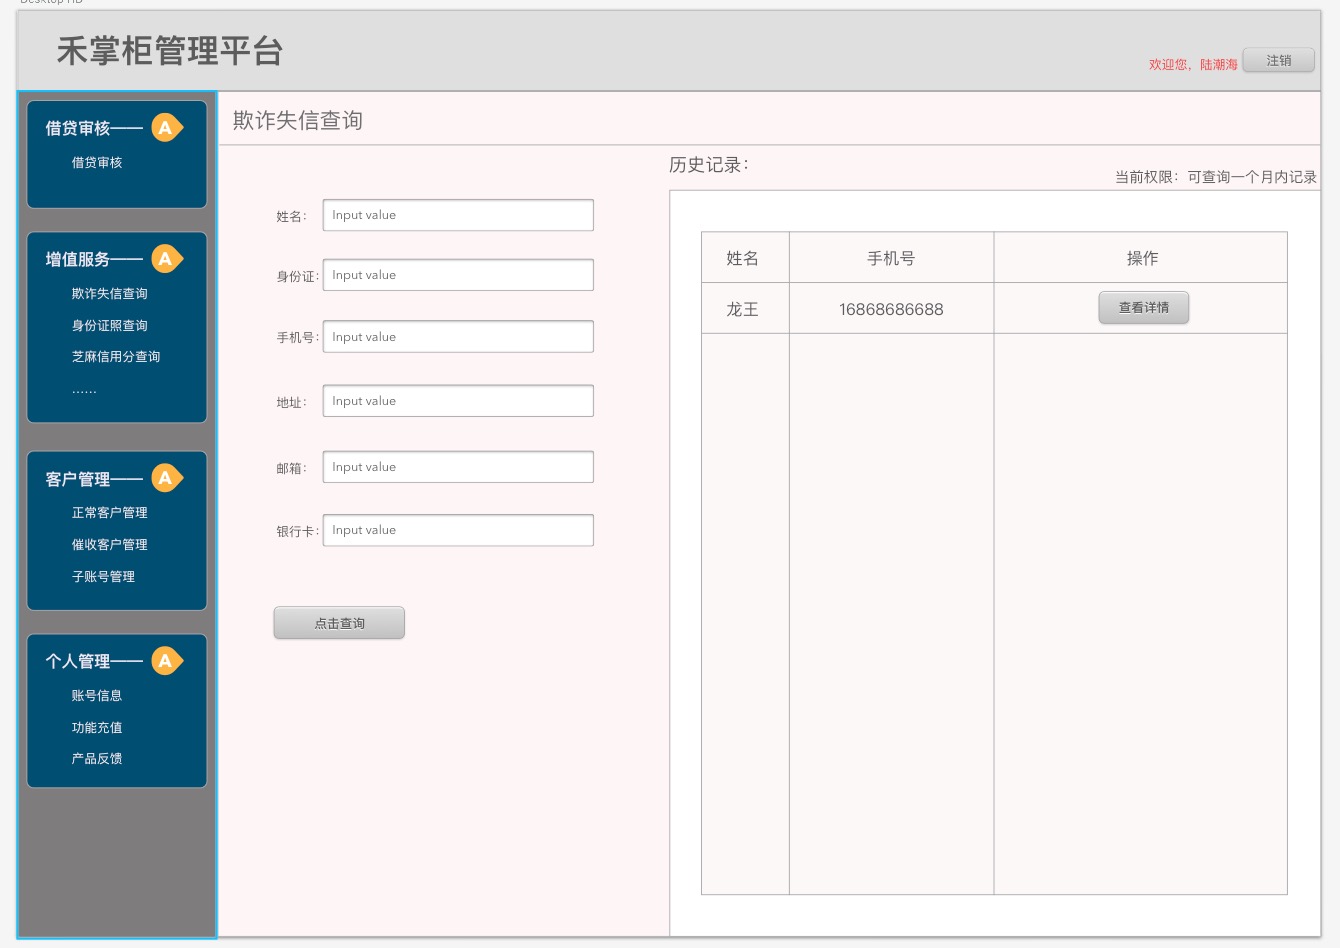 Desktop HD
禾掌柜管理平台
欢迎您，陆潮海
注销
借贷审核—— A
借贷审核
增值服务—— A
欺诈失信查询
身份证照查询
芝麻信用分查询
……
客户管理—— A
正常客户管理
催收客户管理
子账号管理
个人管理—— A
账号信息
功能充值
产品反馈
欺诈失信查询
姓名： Input value
身份证： Input value
手机号： Input value
地址： Input value
邮箱： Input value
银行卡： Input value
点击查询
历史记录：
当前权限：可查询一个月内记录
姓名 手机号 操作
龙王 16868686688 查看详情